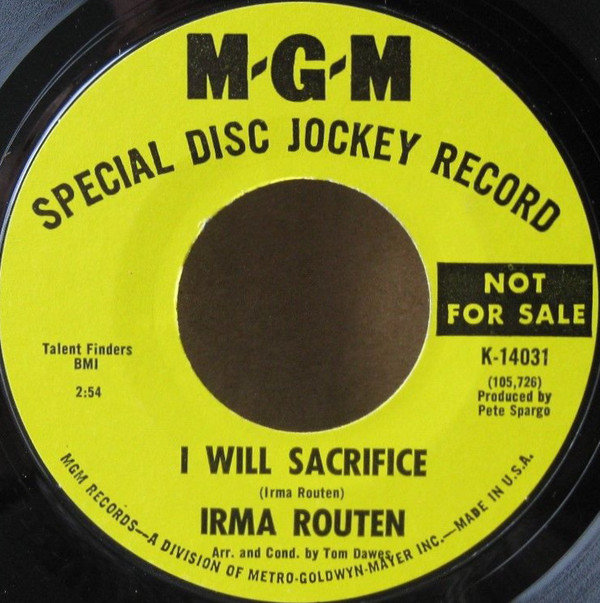 M-G-M
SPECIAL DISC JOCKEY RECORD
NOT
FOR SALE
Talent Finders
BMI
2:54
K-14031
(105,726)
Produced by
Pete Spargo
I WILL SACRIFICE
(Irma Routen)
IRMA ROUTEN
Arr. and Cond. by Tom Dawes
MGM RECORDS—A DIVISION OF METRO-GOLDWYN-MAYER INC.—MADE IN U.S.A.